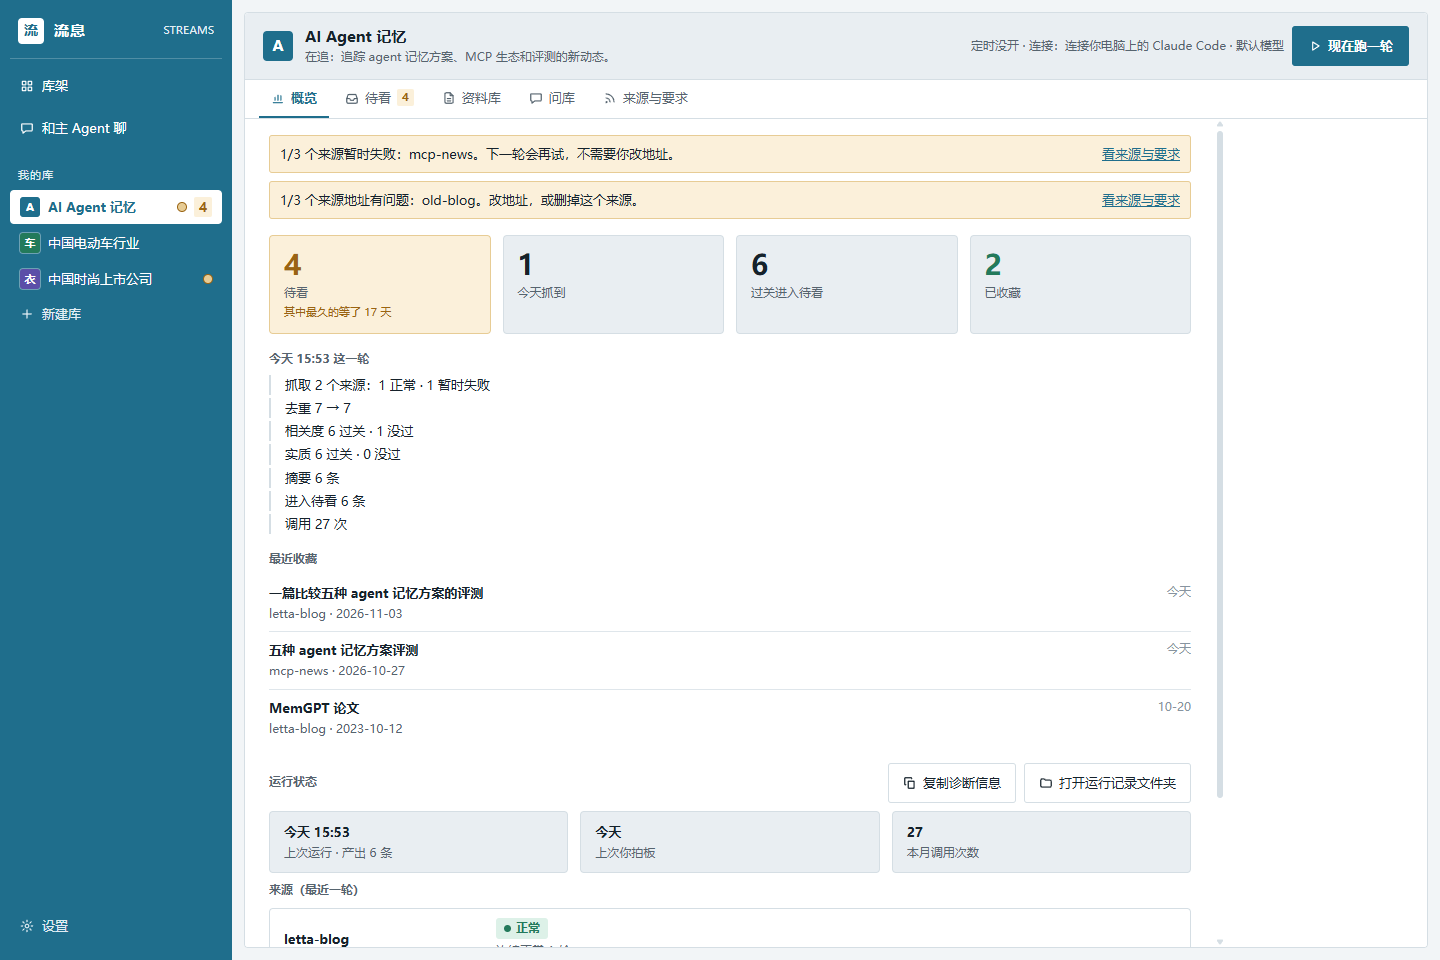 流 流息 STREAMS
库架
和主 Agent 聊
我的库
A AI Agent 记忆 4
车 中国电动车行业
衣 中国时尚上市公司
新建库
设置
A AI Agent 记忆
在追：追踪 agent 记忆方案、MCP 生态和评测的新动态。
定时没开 · 连接：连接你电脑上的 Claude Code · 默认模型
现在跑一轮
概览 待看 4 资料库 问库 来源与要求
1/3 个来源暂时失败：mcp-news。下一轮会再试，不需要你改地址。 看来源与要求
1/3 个来源地址有问题：old-blog。改地址，或删掉这个来源。 看来源与要求
4
待看
其中最久的等了 17 天
1
今天抓到
6
过关进入待看
2
已收藏
今天 15:53 这一轮
抓取 2 个来源：1 正常 · 1 暂时失败
去重 7 → 7
相关度 6 过关 · 1 没过
实质 6 过关 · 0 没过
摘要 6 条
进入待看 6 条
调用 27 次
最近收藏
一篇比较五种 agent 记忆方案的评测 今天
letta-blog · 2026-11-03
五种 agent 记忆方案评测 今天
mcp-news · 2026-10-27
MemGPT 论文 10-20
letta-blog · 2023-10-12
运行状态 复制诊断信息 打开运行记录文件夹
今天 15:53
上次运行 · 产出 6 条
今天
上次你拍板
27
本月调用次数
来源（最近一轮）
letta-blog 正常